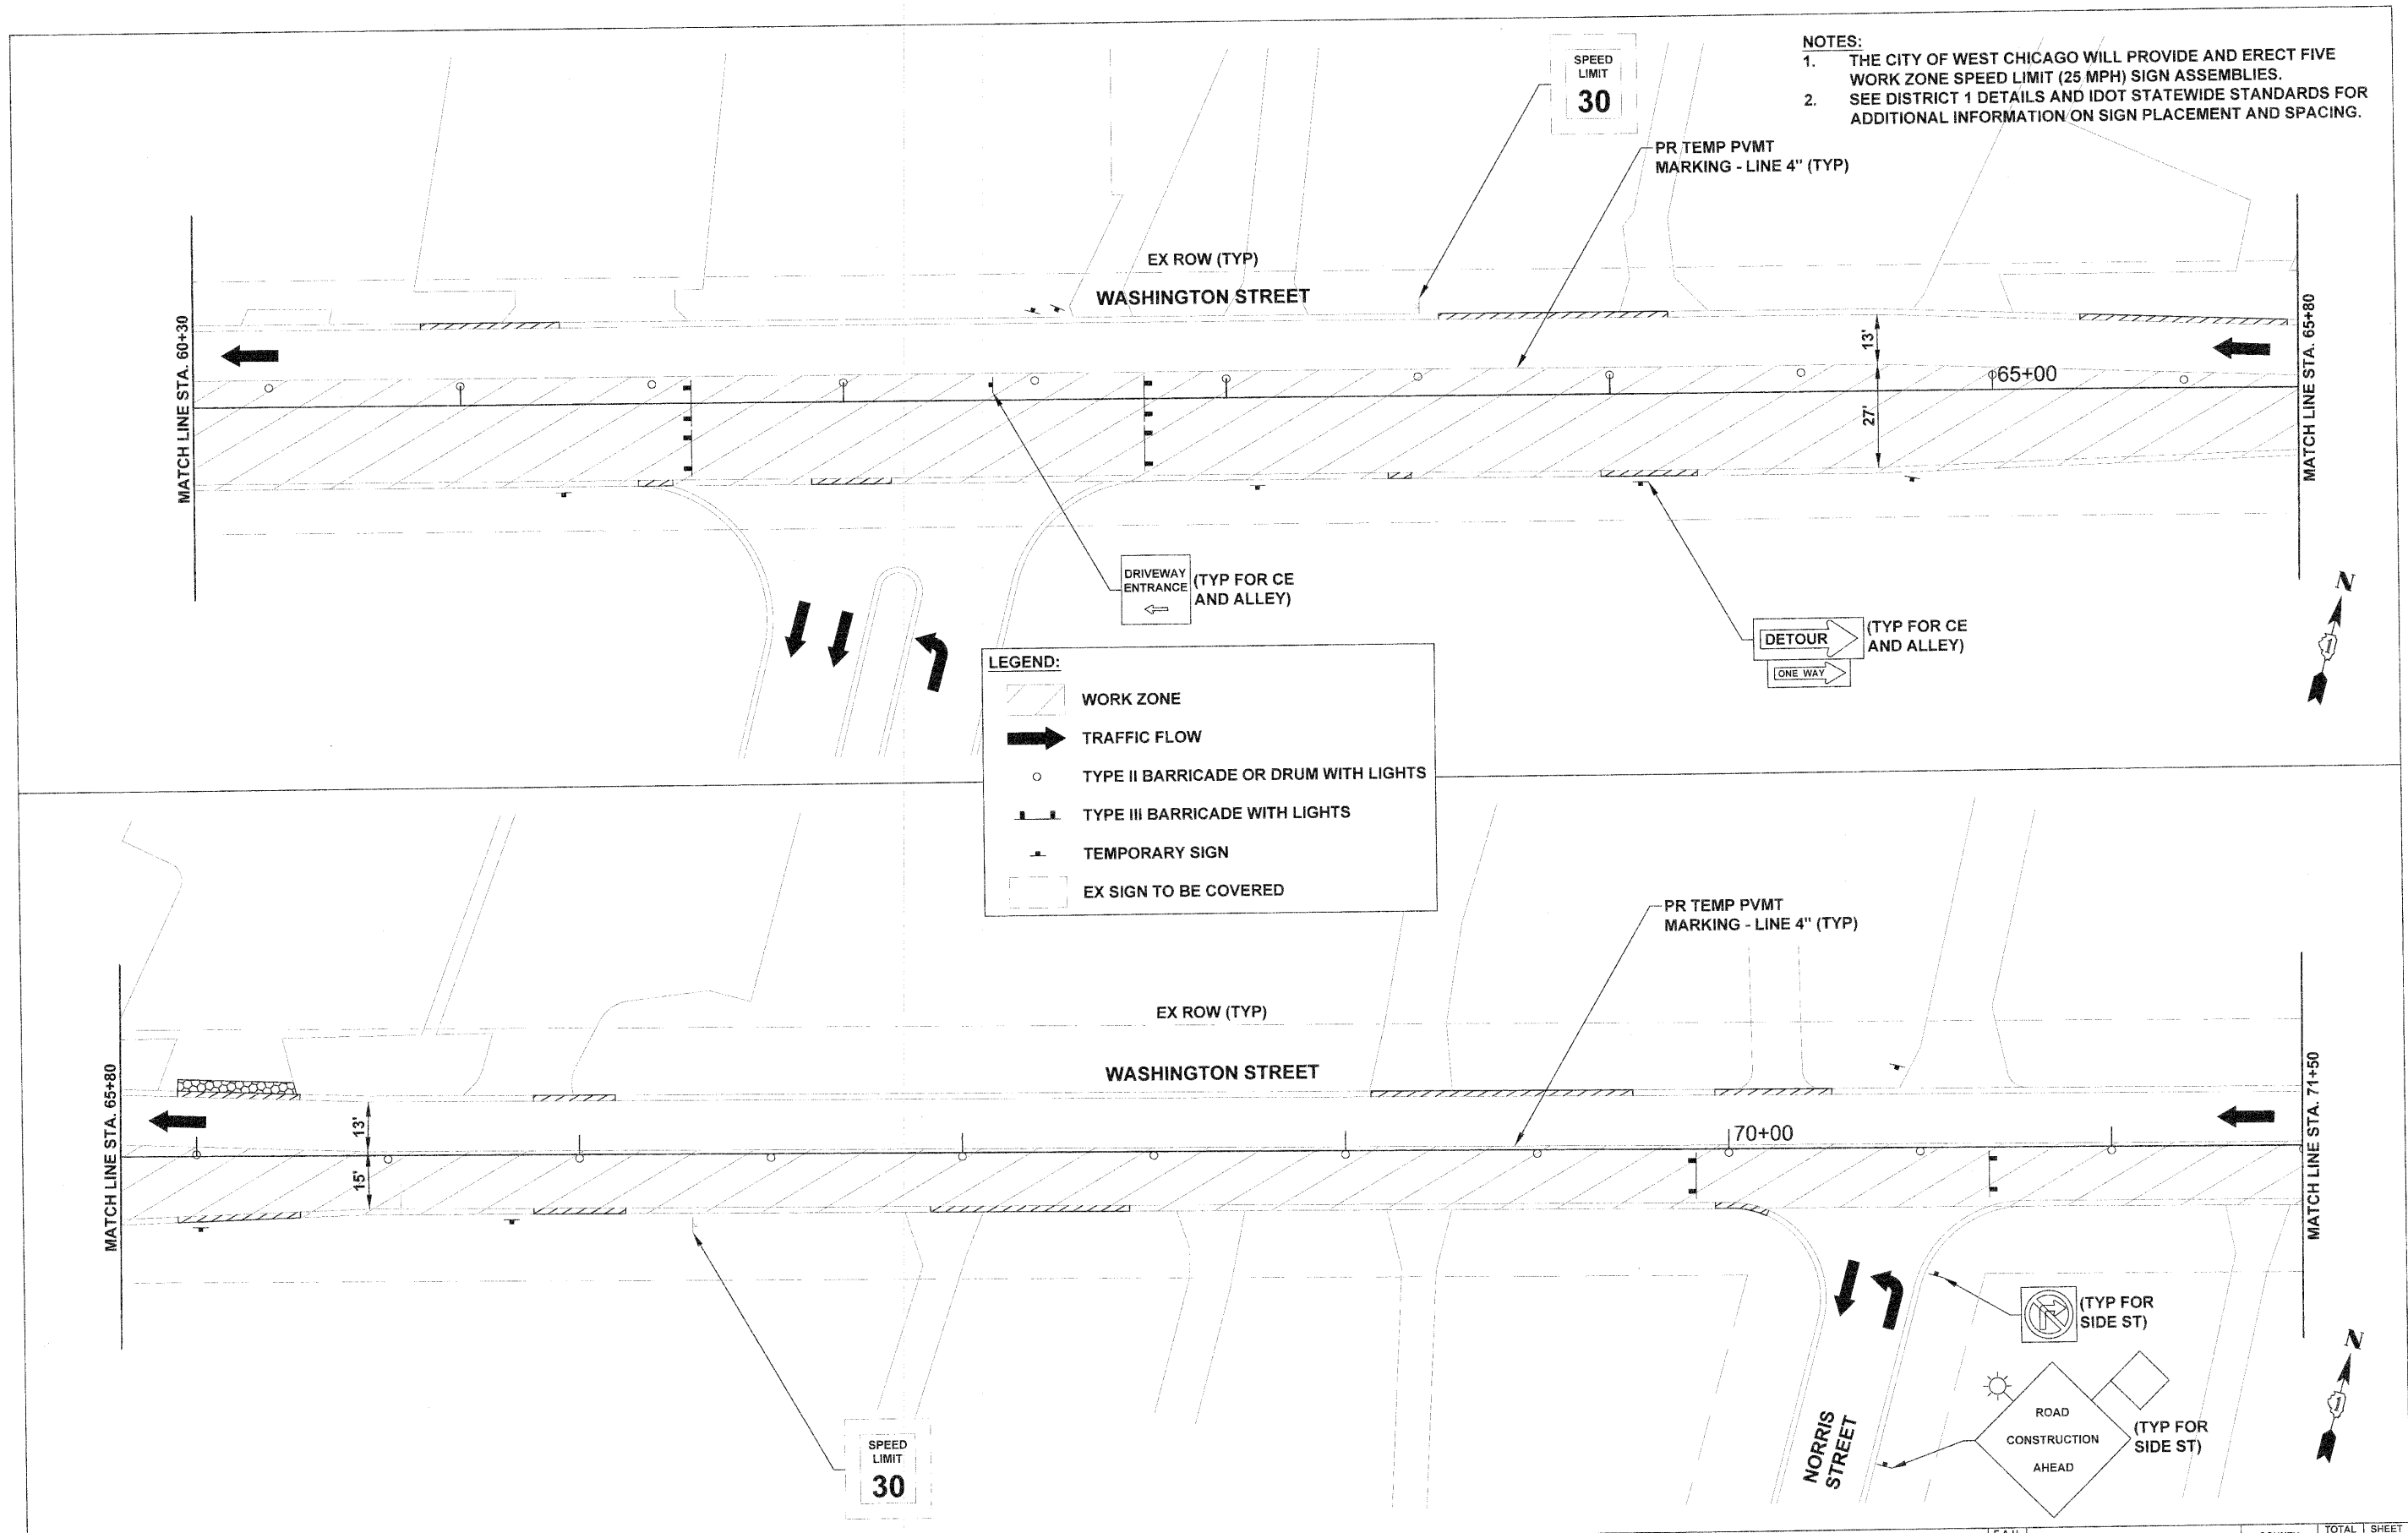 NOTES:
1. THE CITY OF WEST CHICAGO WILL PROVIDE AND ERECT FIVE
WORK ZONE SPEED LIMIT (25 MPH) SIGN ASSEMBLIES.
2. SEE DISTRICT 1 DETAILS AND IDOT STATEWIDE STANDARDS FOR
ADDITIONAL INFORMATION ON SIGN PLACEMENT AND SPACING.
SPEED
LIMIT
30
PR TEMP PVMT
MARKING - LINE 4" (TYP)
EX ROW (TYP)
WASHINGTON STREET
MATCH LINE STA. 60+30
13'
27'
65+00
MATCH LINE STA. 65+80
DRIVEWAY
ENTRANCE
(TYP FOR CE
AND ALLEY)
DETOUR
ONE WAY
(TYP FOR CE
AND ALLEY)
N
LEGEND:
WORK ZONE
TRAFFIC FLOW
TYPE II BARRICADE OR DRUM WITH LIGHTS
TYPE III BARRICADE WITH LIGHTS
TEMPORARY SIGN
EX SIGN TO BE COVERED
PR TEMP PVMT
MARKING - LINE 4" (TYP)
EX ROW (TYP)
WASHINGTON STREET
MATCH LINE STA. 65+80
13'
15'
70+00
MATCH LINE STA. 71+50
(TYP FOR
SIDE ST)
N
ROAD
CONSTRUCTION
AHEAD
(TYP FOR
SIDE ST)
NORRIS
STREET
SPEED
LIMIT
30
TOTAL SHEET